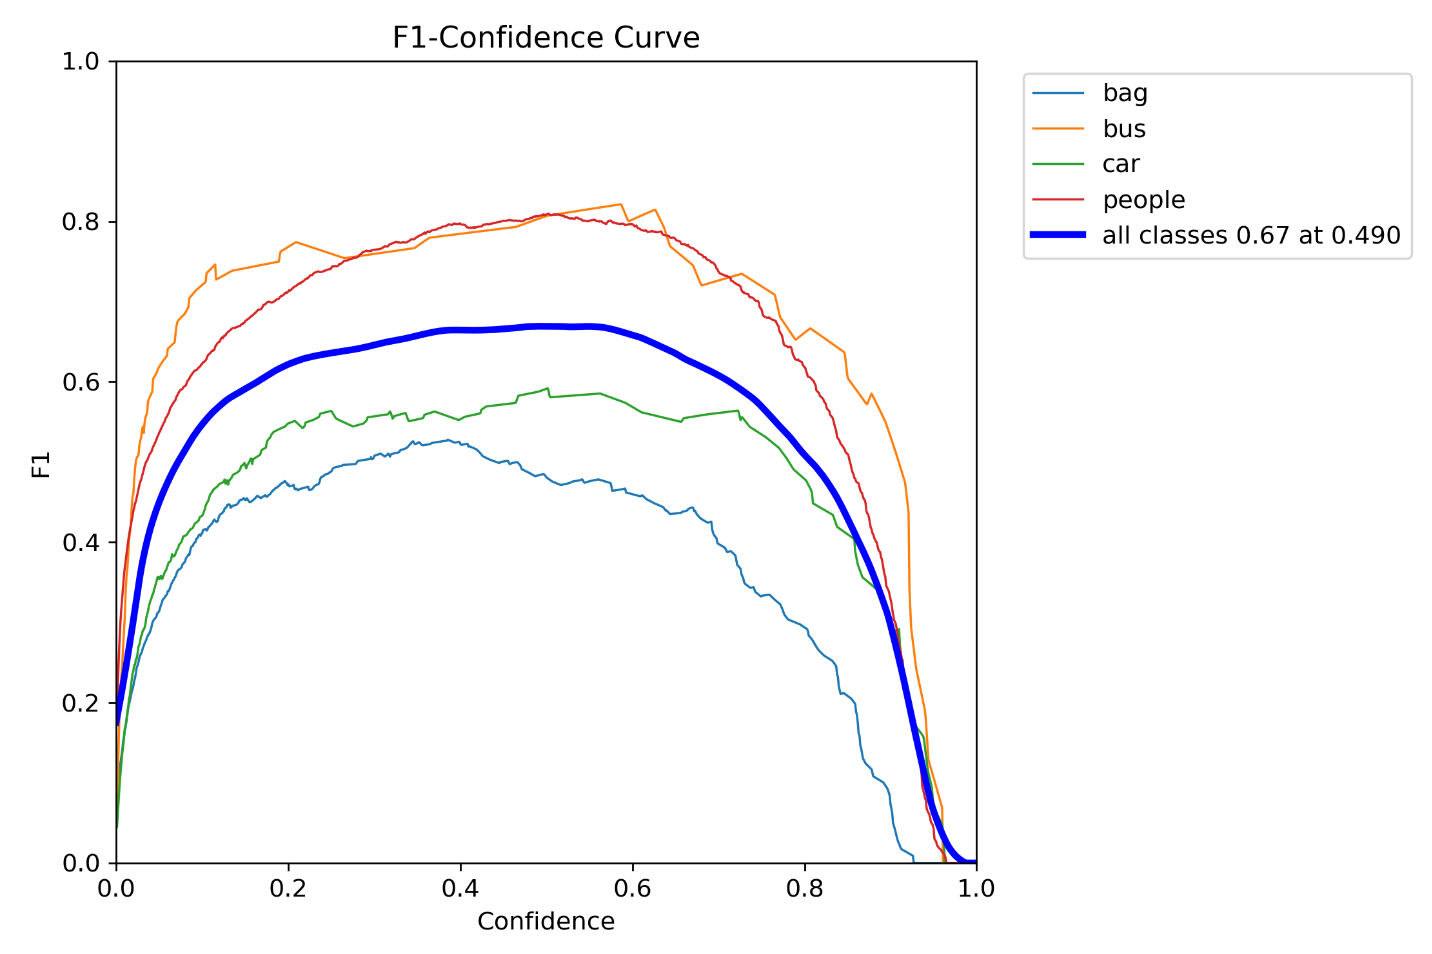 F1-Confidence Curve
1.0
0.8
0.6
0.4
0.2
0.0
F1
0.0 0.2 0.4 0.6 0.8 1.0
Confidence
bag
bus
car
people
all classes 0.67 at 0.490